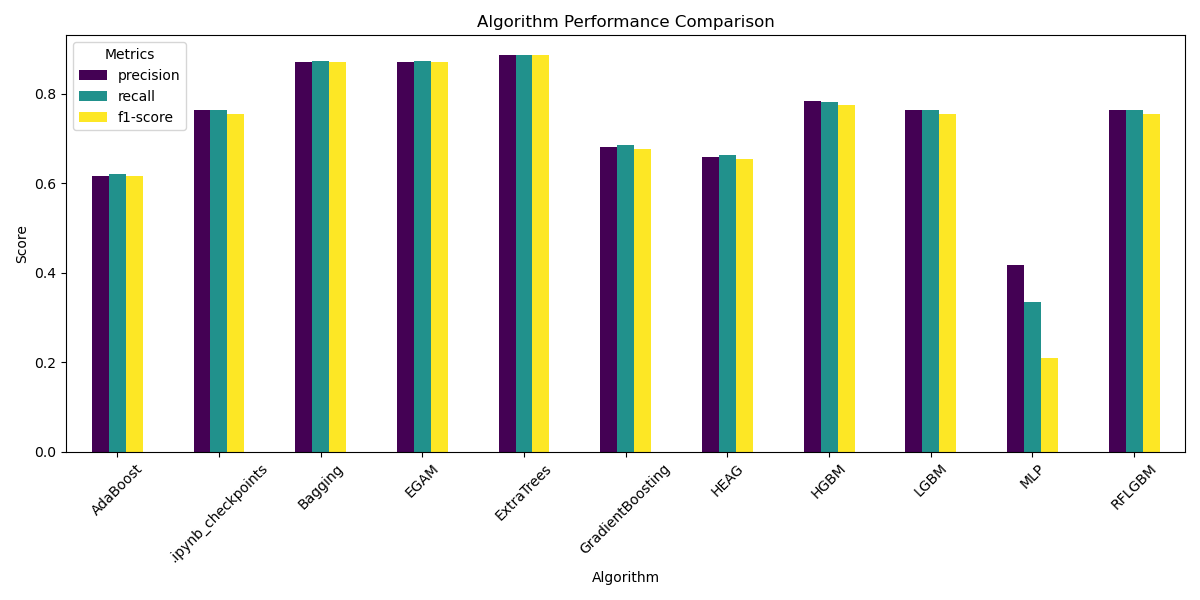 Algorithm Performance Comparison
Metrics
precision
recall
f1-score
Score
0.8
0.6
0.4
0.2
0.0
AdaBoost
.ipynb_checkpoints
Bagging
EGAM
ExtraTrees
GradientBoosting
HEAG
HGBM
LGBM
MLP
RFLGBM
Algorithm